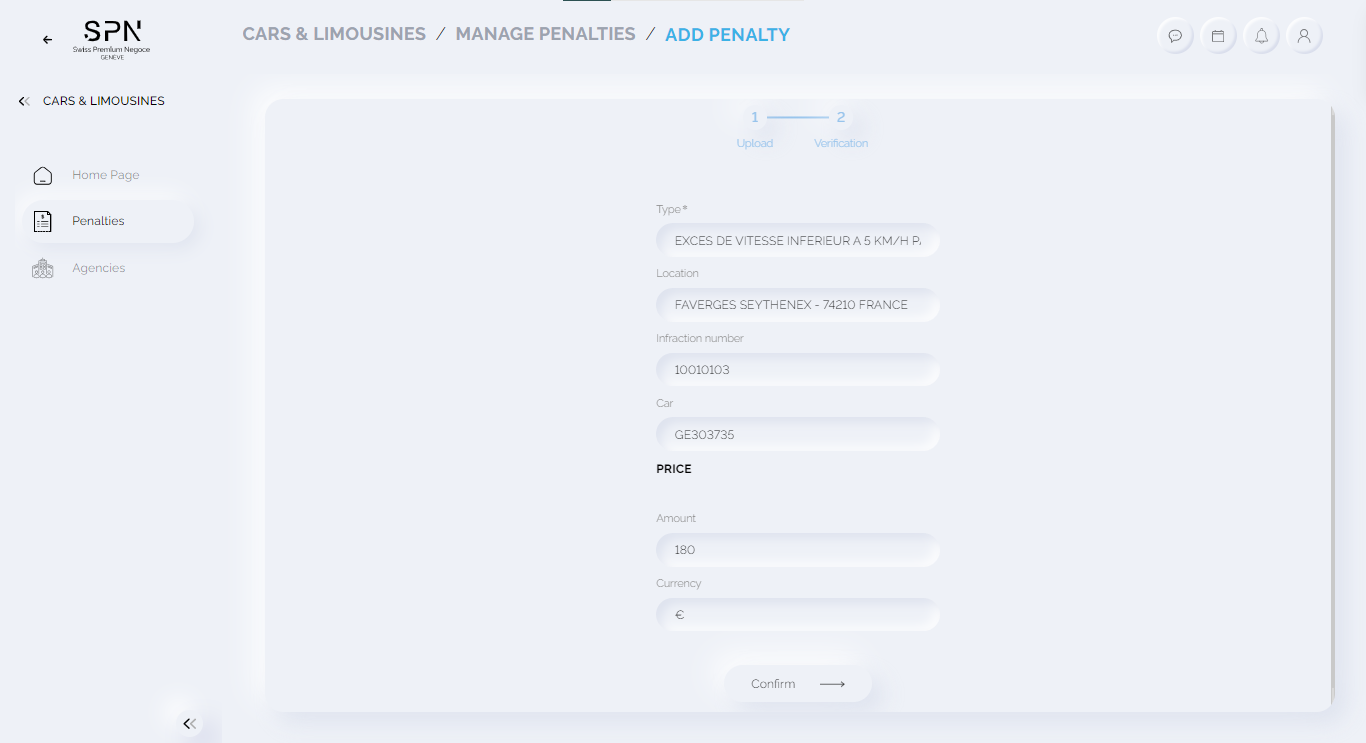 SPN
Swiss Premium Negoce
GENEVE
CARS & LIMOUSINES / MANAGE PENALTIES / ADD PENALTY
CARS & LIMOUSINES
Home Page
Penalties
Agencies
1 2
Upload Verification
Type*
EXCES DE VITESSE INFERIEUR A 5 KM/H
Location
FAVERGES SEYTHENEX - 74210 FRANCE
Infraction number
10010103
Car
GE303735
PRICE
Amount
180
Currency
€
Confirm